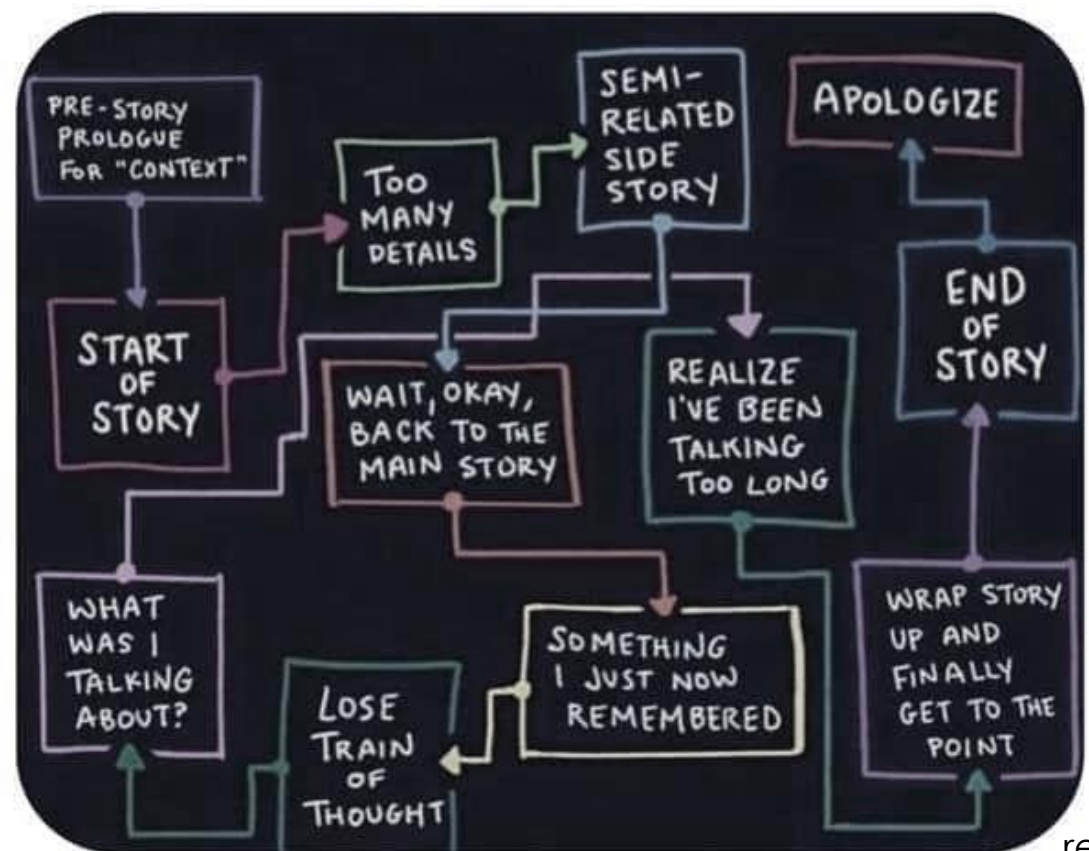 PRE-STORY
PROLOGUE
FOR "CONTEXT"
START
OF
STORY
TOO
MANY
DETAILS
SEMI-
RELATED
SIDE
STORY
WAIT, OKAY,
BACK TO THE
MAIN STORY
SOMETHING
I JUST NOW
REMEMBERED
LOSE
TRAIN
OF
THOUGHT
WHAT
WAS I
TALKING
ABOUT?
REALIZE
I'VE BEEN
TALKING
TOO LONG
WRAP STORY
UP AND
FINALLY
GET TO THE
POINT
END
OF
STORY
APOLOGIZE
re